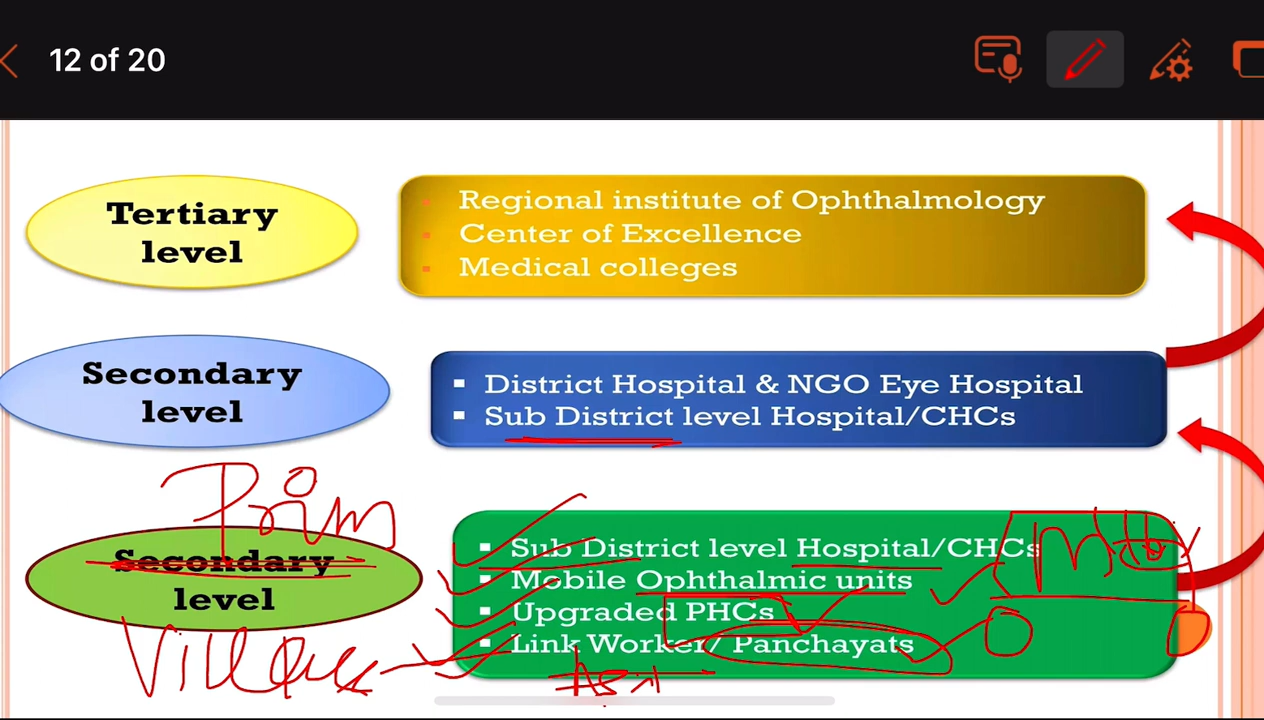 12 of 20
Tertiary
level
Regional institute of Ophthalmology
Center of Excellence
Medical colleges
Secondary
level
District Hospital & NGO Eye Hospital
Sub District level Hospital/CHCs
Prim
Secondary
level
Sub District level Hospital/CHCs
Mobile Ophthalmic units
Upgraded PHCs
Link Worker/ Panchayats